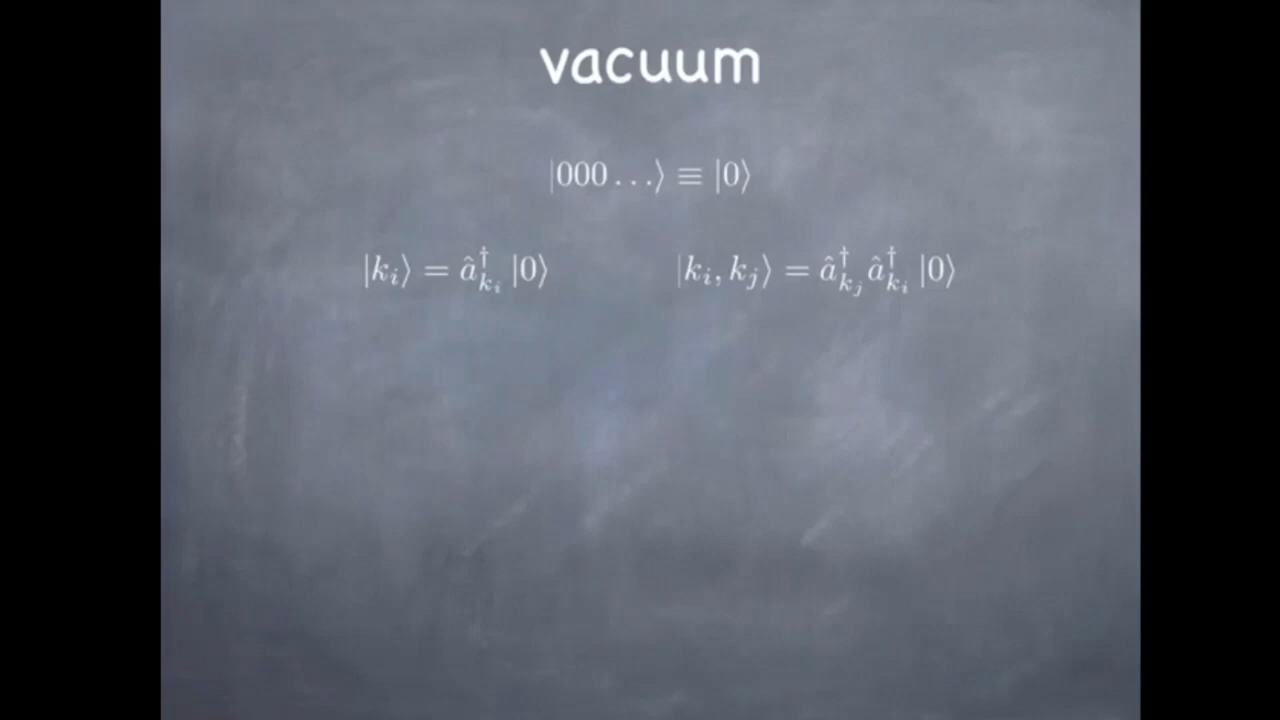 vacuum
|000...⟩ ≡ |0⟩
|k_i⟩ = â†_{k_i} |0⟩    |k_i, k_j⟩ = â†_{k_j} â†_{k_i} |0⟩